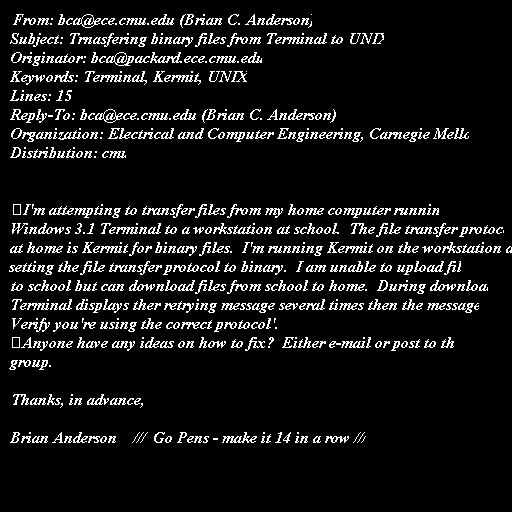 From: bca@ece.cmu.edu (Brian C. Anderson)
Subject: Trnasfering binary files from Terminal to UNIX
Originator: bca@packard.ece.cmu.edu
Keywords: Terminal, Kermit, UNIX
Lines: 15
Reply-To: bca@ece.cmu.edu (Brian C. Anderson)
Organization: Electrical and Computer Engineering, Carnegie Mello
Distribution: cmu
I'm attempting to transfer files from my home computer runnin
Windows 3.1 Terminal to a workstation at school.  The file transfer protoco
at home is Kermit for binary files.  I'm running Kermit on the workstation a
setting the file transfer protocol to binary.  I am unable to upload fil
to school but can download files from school to home.  During downloa
Terminal displays ther retrying message several times then the message
Verify you're using the correct protocol'.
Anyone have any ideas on how to fix?  Either e-mail or post to th
group.
Thanks, in advance,
Brian Anderson    ///  Go Pens - make it 14 in a row ///